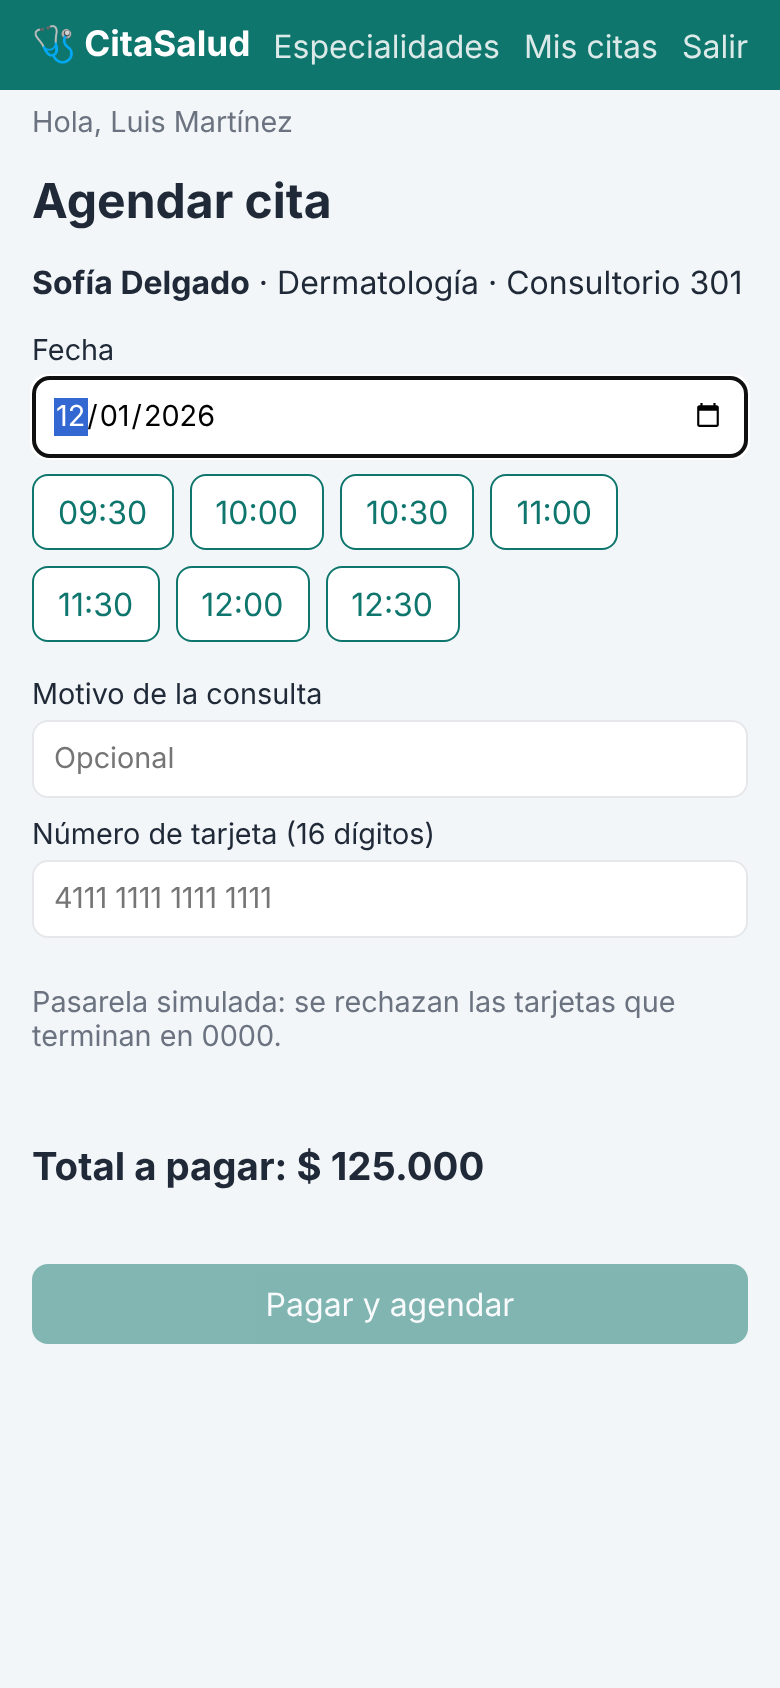 CitaSalud Especialidades Mis citas Salir
Hola, Luis Martínez
Agendar cita
Sofía Delgado · Dermatología · Consultorio 301
Fecha
12/01/2026
09:30 10:00 10:30 11:00
11:30 12:00 12:30
Motivo de la consulta
Opcional
Número de tarjeta (16 dígitos)
4111 1111 1111 1111
Pasarela simulada: se rechazan las tarjetas que
terminan en 0000.
Total a pagar: $ 125.000
Pagar y agendar